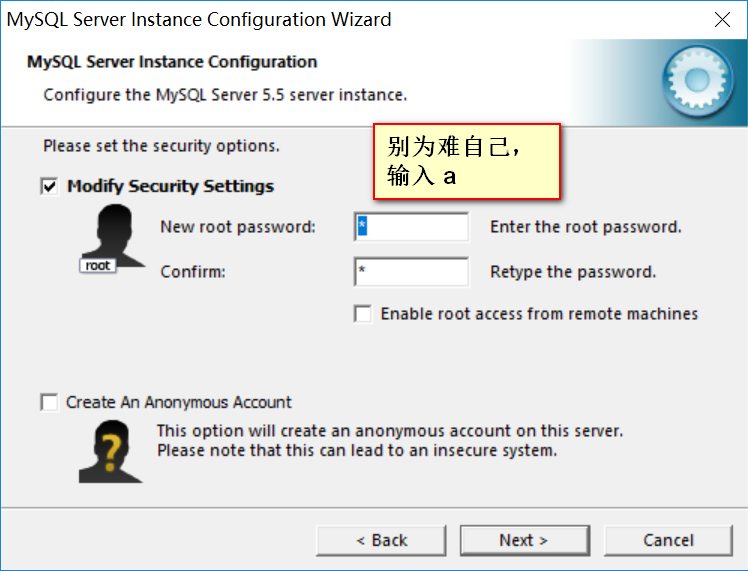 MySQL Server Instance Configuration Wizard
MySQL Server Instance Configuration
Configure the MySQL Server 5.5 server instance.
Please set the security options.
别为难自己，
输入 a
Modify Security Settings
New root password: * Enter the root password.
root
Confirm: * Retype the password.
Enable root access from remote machines
Create An Anonymous Account
This option will create an anonymous account on this server.
Please note that this can lead to an insecure system.
?
< Back Next > Cancel